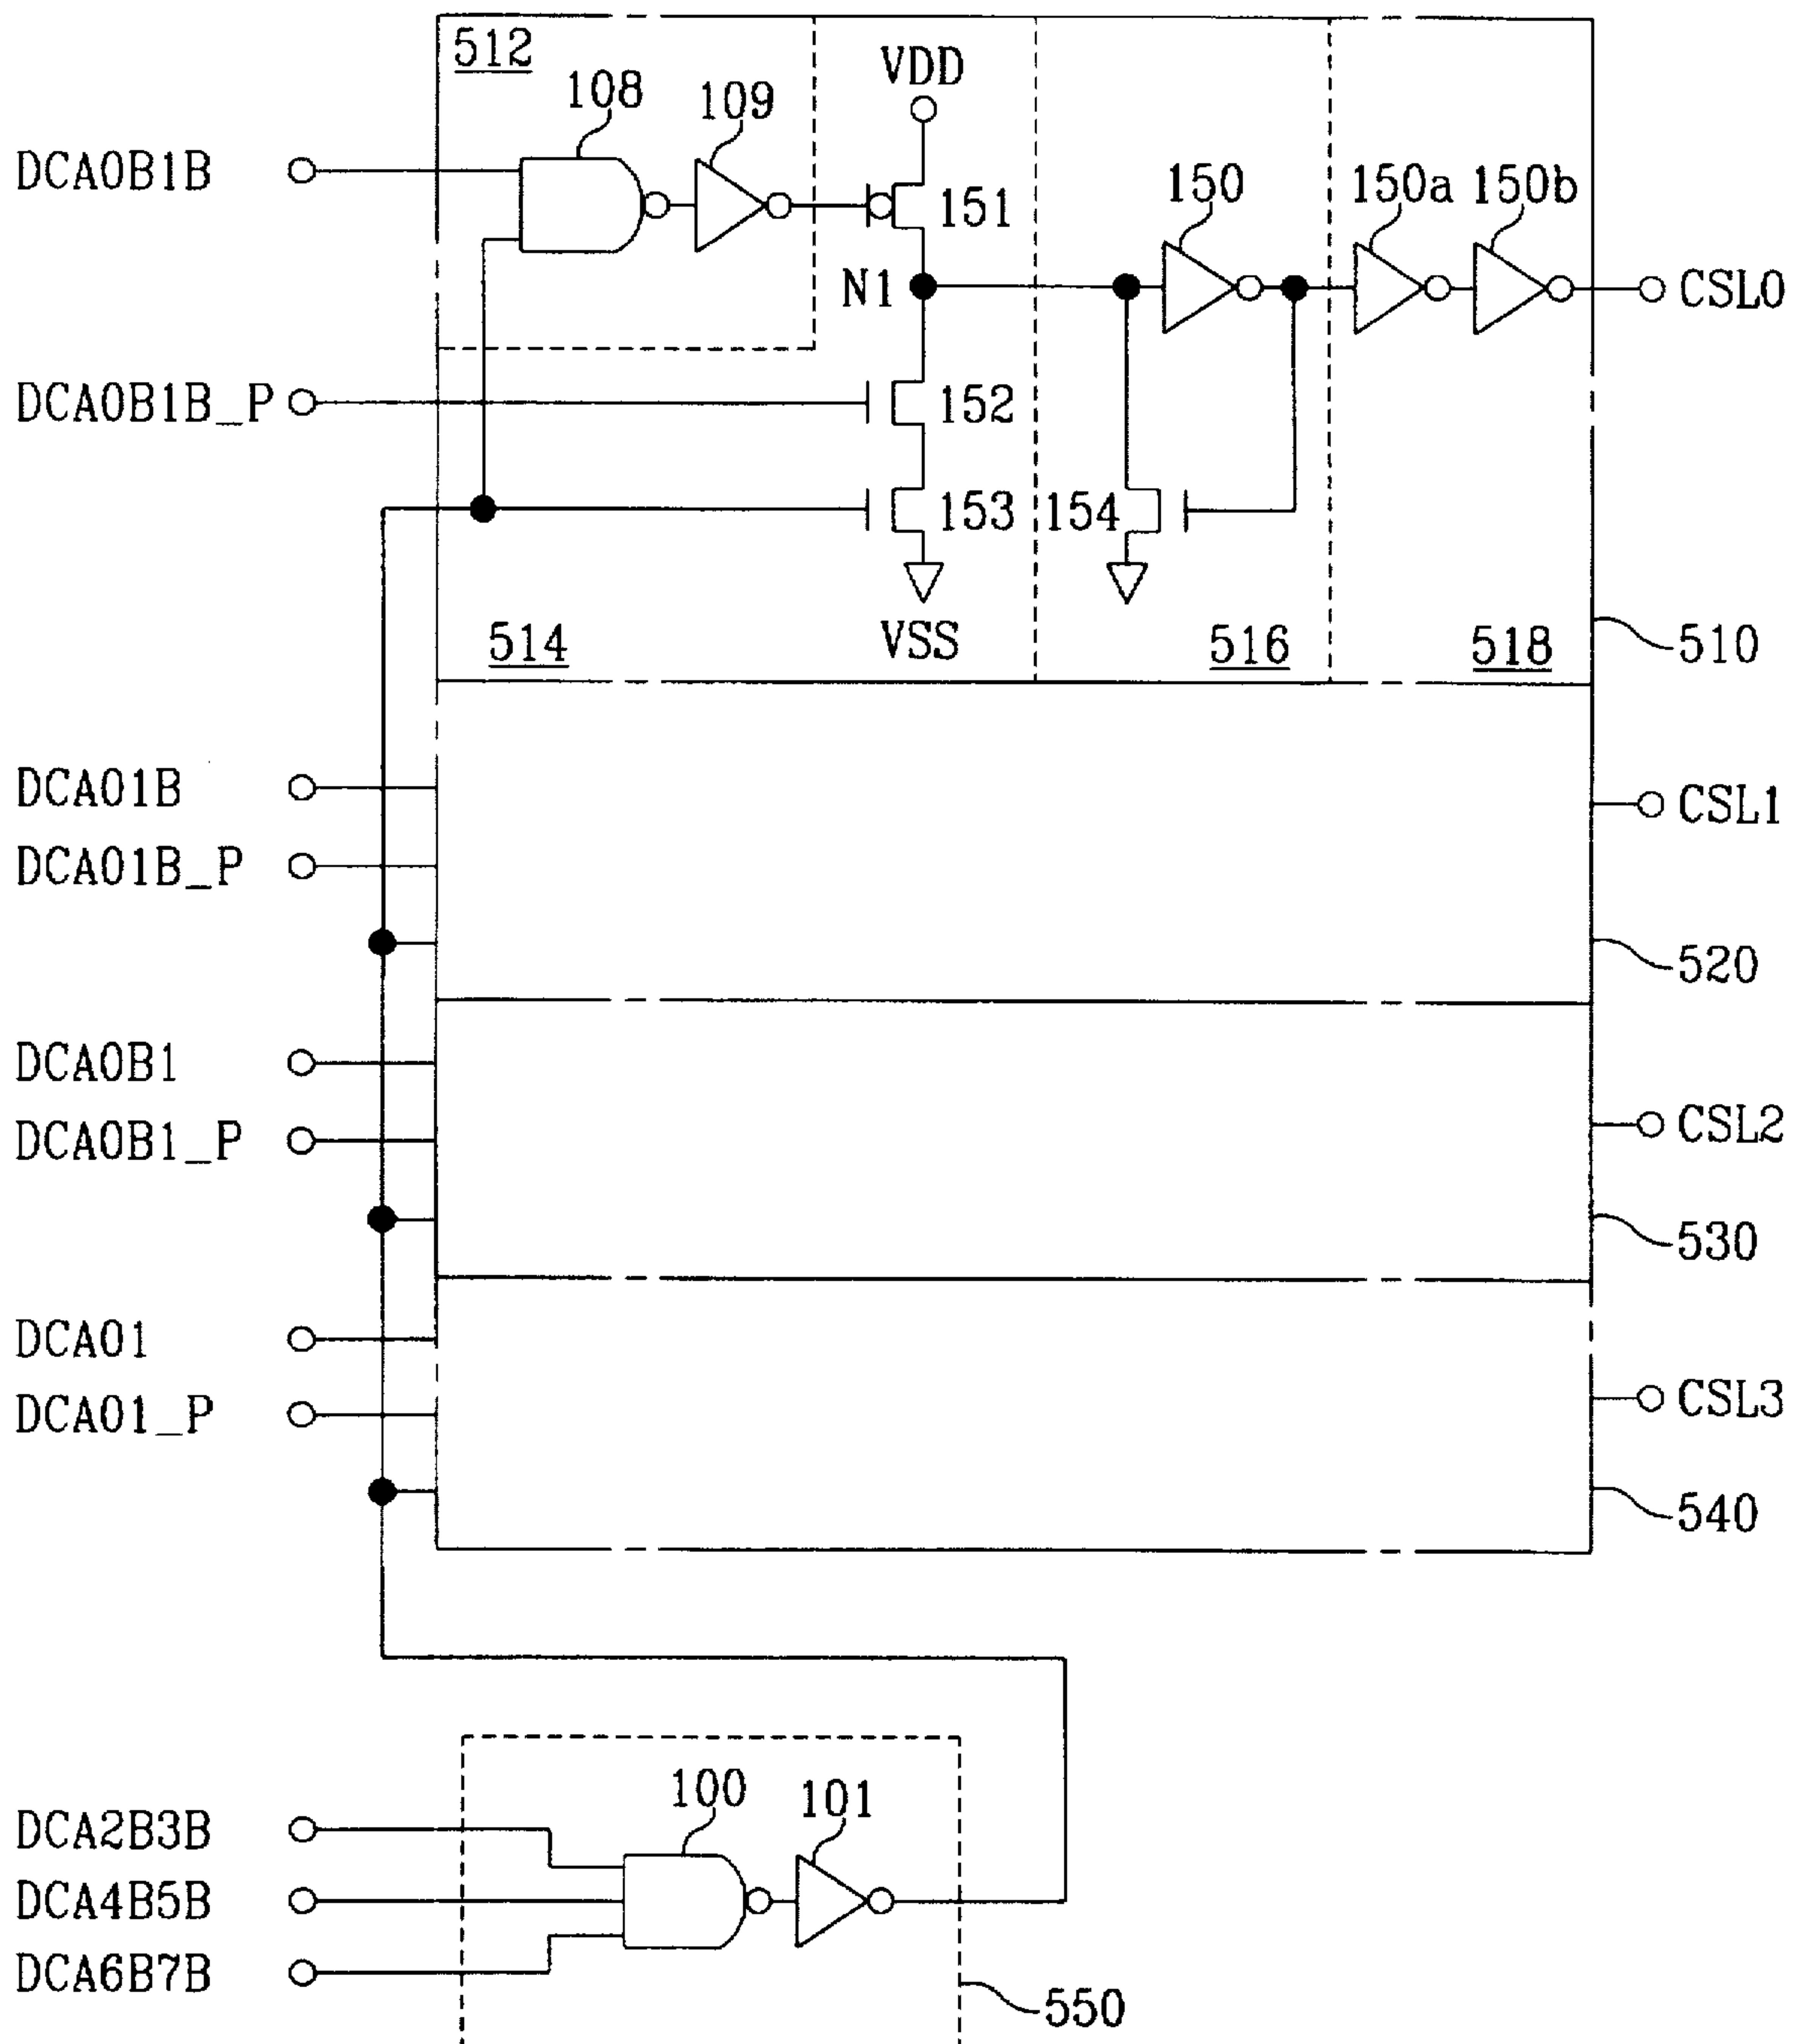 512
108
109
VDD
DCA0B1B
151
150
150a
150b
N1
CSL0
DCA0B1B_P
152
153
154
VSS
514
516
518
510
DCA01B
CSL1
DCA01B_P
520
DCA0B1
CSL2
DCA0B1_P
530
DCA01
CSL3
DCA01_P
540
100
101
DCA2B3B
DCA4B5B
DCA6B7B
550